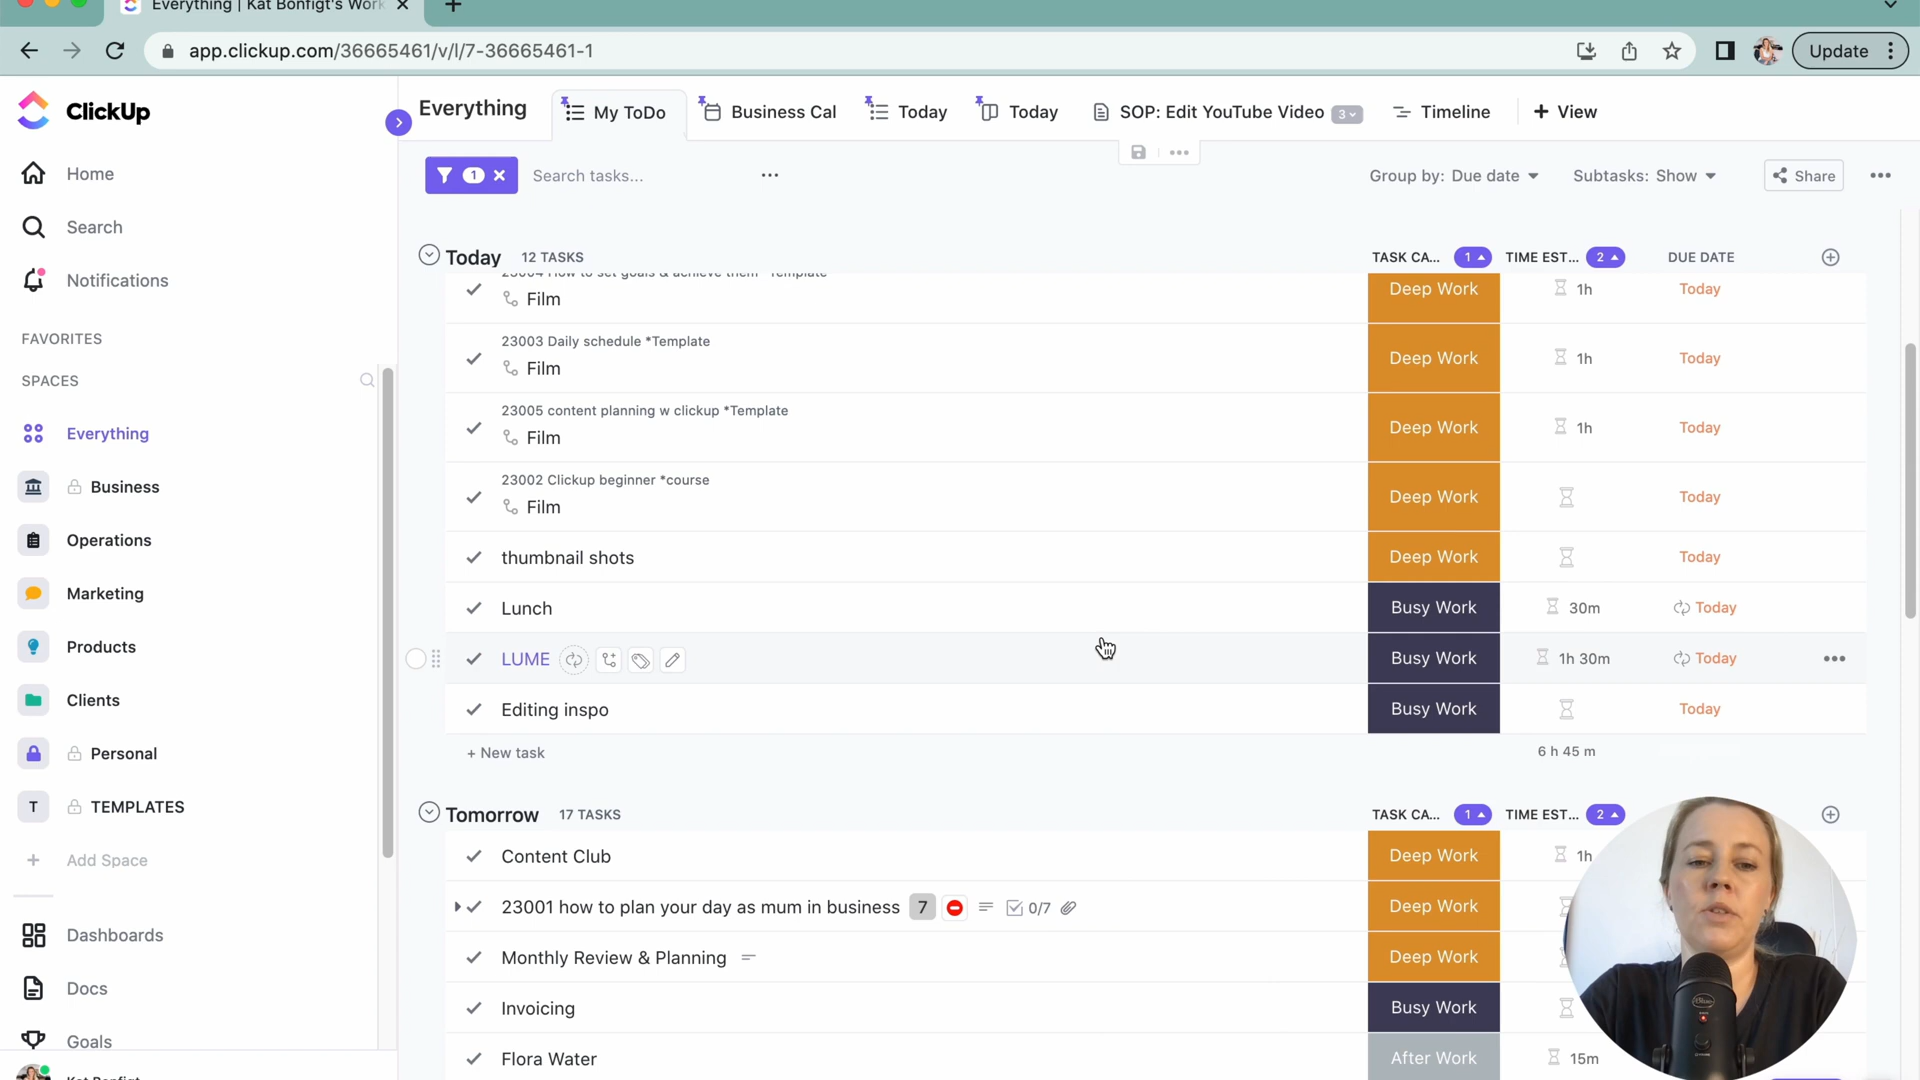 Everything | Kat Bonfigt's Work
app.clickup.com/36665461/v/l/7-36665461-1
Update
ClickUp
Home
Search
Notifications
FAVORITES
SPACES
Everything
Business
Operations
Marketing
Products
Clients
Personal
T TEMPLATES
+ Add Space
Dashboards
Docs
Goals
Kat Bonfigt
Everything
My ToDo
Business Cal
Today
Today
SOP: Edit YouTube Video 3
Timeline
+ View
1
Search tasks...
Group by: Due date
Subtasks: Show
Share
Today 12 TASKS TASK CA... 1 TIME EST... 2 DUE DATE
23004 How to set goals & achieve them *Template
Film Deep Work 1h Today
23003 Daily schedule *Template
Film Deep Work 1h Today
23005 content planning w clickup *Template
Film Deep Work 1h Today
23002 Clickup beginner *course
Film Deep Work Today
thumbnail shots Deep Work Today
Lunch Busy Work 30m Today
LUME Busy Work 1h 30m Today
Editing inspo Busy Work Today
+ New task 6 h 45 m
Tomorrow 17 TASKS TASK CA... 1 TIME EST... 2
Content Club Deep Work 1h
23001 how to plan your day as mum in business 7 0/7 Deep Work
Monthly Review & Planning Deep Work
Invoicing Busy Work
Flora Water After Work 15m